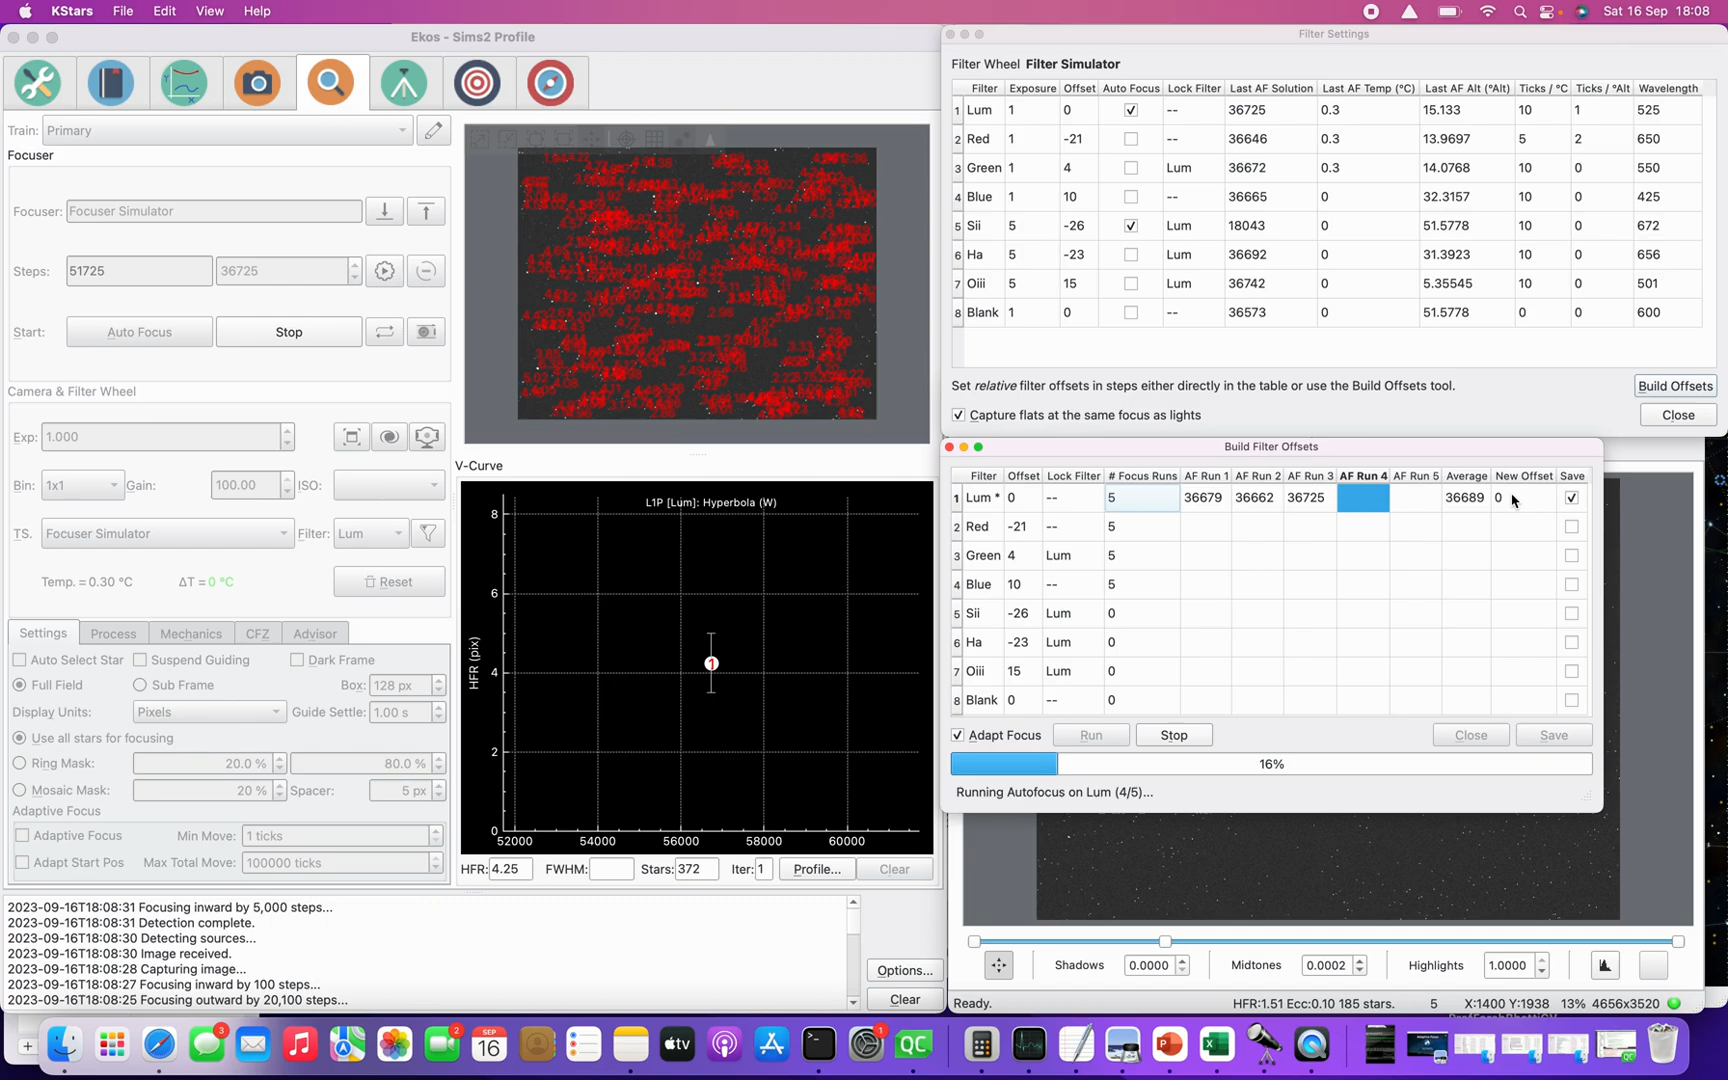 KStars File Edit View Help Sat 16 Sep 18:08
Ekos - Sims2 Profile
Train: Primary
Focuser
Focuser: Focuser Simulator
Steps: 51725 36725
Start: Auto Focus Stop
Camera & Filter Wheel
Exp: 1.000
Bin: 1x1 Gain: 100.00 ISO:
TS. Focuser Simulator Filter: Lum
Temp. = 0.30 °C ΔT = 0 °C Reset
Settings Process Mechanics CFZ Advisor
Auto Select Star Suspend Guiding Dark Frame
Full Field Sub Frame Box: 128 px
Display Units: Pixels Guide Settle: 1.00 s
Use all stars for focusing
Ring Mask: 20.0 % 80.0 %
Mosaic Mask: 20 % Spacer: 5 px
Adaptive Focus
Adaptive Focus Min Move: 1 ticks
Adapt Start Pos Max Total Move: 100000 ticks
V-Curve
L1P [Lum]: Hyperbola (W)
HFR (pix)
8
6
4
2
0
1
52000 54000 56000 58000 60000
HFR: 4.25 FWHM: Stars: 372 Iter: 1 Profile... Clear
2023-09-16T18:08:31 Focusing inward by 5,000 steps...
2023-09-16T18:08:31 Detection complete.
2023-09-16T18:08:30 Detecting sources...
2023-09-16T18:08:30 Image received.
2023-09-16T18:08:28 Capturing image...
2023-09-16T18:08:27 Focusing inward by 100 steps...
2023-09-16T18:08:25 Focusing outward by 20,100 steps...
Options...
Clear
Filter Settings
Filter Wheel Filter Simulator
Filter Exposure Offset Auto Focus Lock Filter Last AF Solution Last AF Temp (°C) Last AF Alt (°Alt) Ticks / °C Ticks / °Alt Wavelength
1 Lum 1 0 -- 36725 0.3 15.133 10 1 525
2 Red 1 -21 -- 36646 0.3 13.9697 5 2 650
3 Green 1 4 Lum 36672 0.3 14.0768 10 0 550
4 Blue 1 10 -- 36665 0 32.3157 10 0 425
5 Sii 5 -26 Lum 18043 0 51.5778 10 0 672
6 Ha 5 -23 Lum 36692 0 31.3923 10 0 656
7 Oiii 5 15 Lum 36742 0 5.35545 10 0 501
8 Blank 1 0 -- 36573 0 51.5778 0 0 600
Set relative filter offsets in steps either directly in the table or use the Build Offsets tool. Build Offsets
Capture flats at the same focus as lights Close
Build Filter Offsets
Filter Offset Lock Filter # Focus Runs AF Run 1 AF Run 2 AF Run 3 AF Run 4 AF Run 5 Average New Offset Save
1 Lum * 0 -- 5 36679 36662 36725 36689 0
2 Red -21 -- 5
3 Green 4 Lum 5
4 Blue 10 -- 5
5 Sii -26 Lum 0
6 Ha -23 Lum 0
7 Oiii 15 Lum 0
8 Blank 0 -- 0
Adapt Focus Run Stop Close Save
16%
Running Autofocus on Lum (4/5)...
Shadows 0.0000 Midtones 0.0002 Highlights 1.0000
Ready. HFR:1.51 Ecc:0.10 185 stars. 5 X:1400 Y:1938 13% 4656x3520
3 SEP 16 2 tv 1 QC